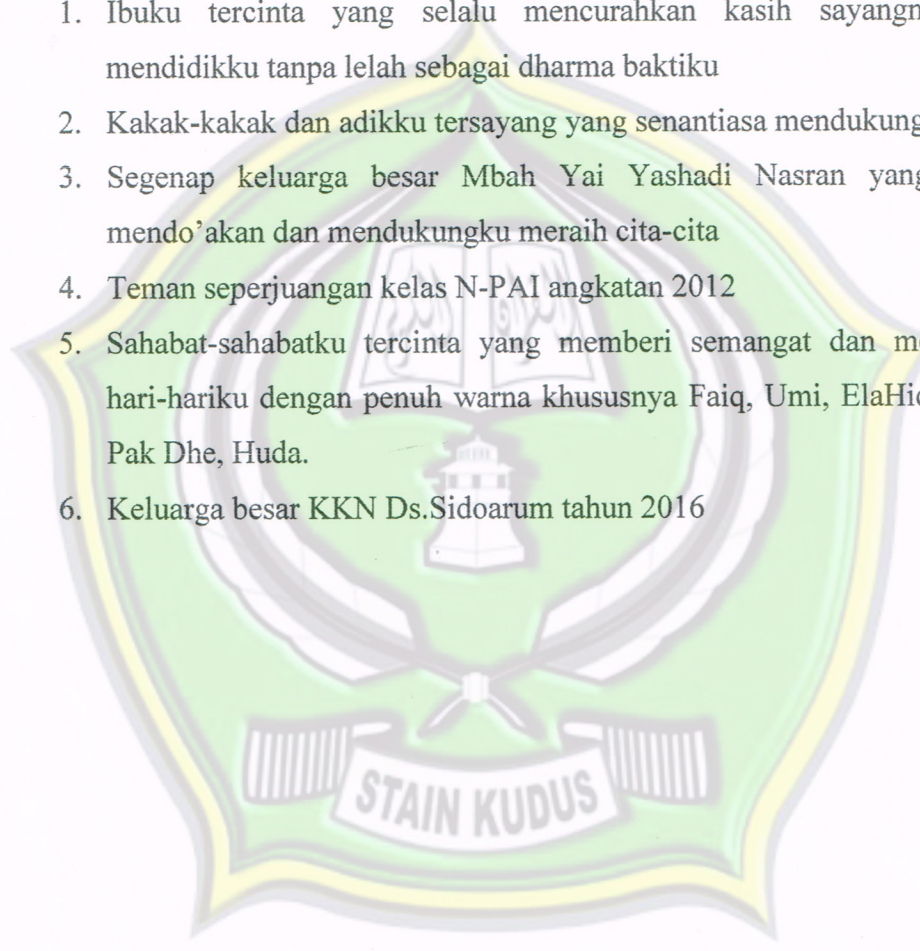 1. Ibuku tercinta yang selalu mencurahkan kasih sayangn
mendidikku tanpa lelah sebagai dharma baktiku
2. Kakak-kakak dan adikku tersayang yang senantiasa mendukung
3. Segenap keluarga besar Mbah Yai Yashadi Nasran yang
mendo’akan dan mendukungku meraih cita-cita
4. Teman seperjuangan kelas N-PAI angkatan 2012
5. Sahabat-sahabatku tercinta yang memberi semangat dan m
hari-hariku dengan penuh warna khususnya Faiq, Umi, ElaHi
Pak Dhe, Huda.
6. Keluarga besar KKN Ds.Sidoarum tahun 2016
STAIN KUDUS